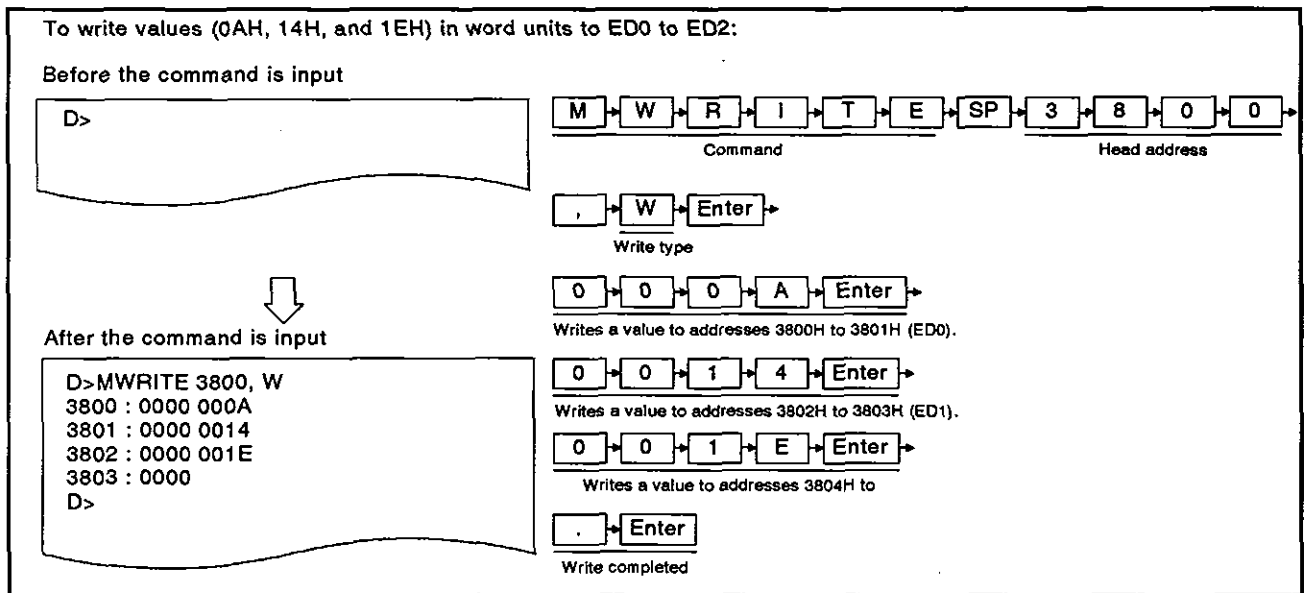 To write values (0AH, 14H, and 1EH) in word units to ED0 to ED2:
Before the command is input
D>
M W R I T E SP 3 8 0 0
Command Head address
, W Enter
Write type
0 0 0 A Enter
Writes a value to addresses 3800H to 3801H (ED0).
After the command is input
D>MWRITE 3800, W
3800 : 0000 000A
3801 : 0000 0014
3802 : 0000 001E
3803 : 0000
D>
0 0 1 4 Enter
Writes a value to addresses 3802H to 3803H (ED1).
0 0 1 E Enter
Writes a value to addresses 3804H to
. Enter
Write completed